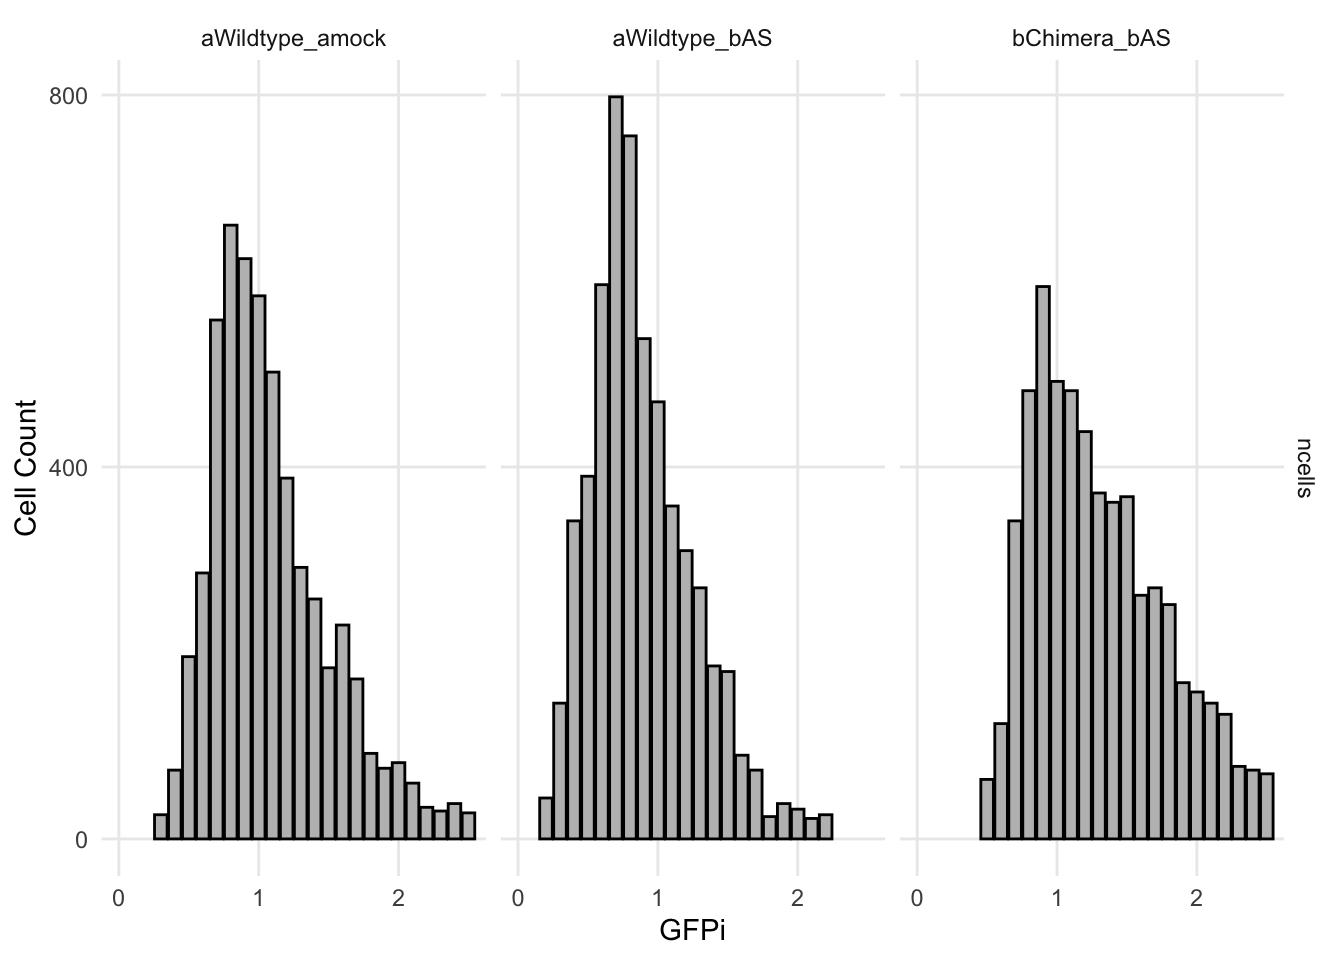 aWildtype_amock
aWildtype_bAS
bChimera_bAS
800
400
0
Cell Count
ncells
0 1 2
0 1 2
0 1 2
GFPi